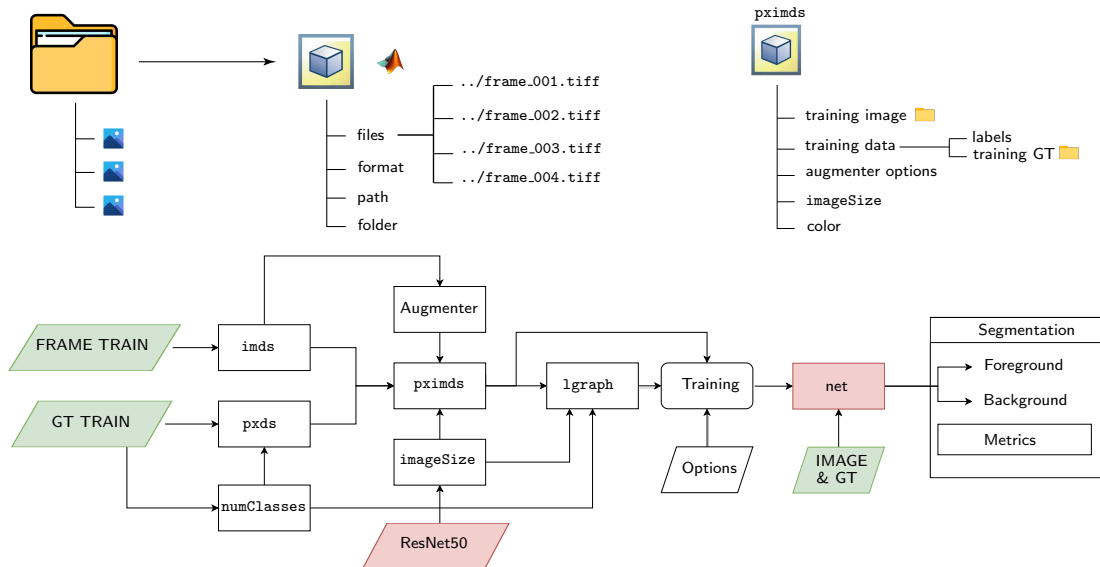 pximds
../frame_001.tiff
../frame_002.tiff
../frame_003.tiff
../frame_004.tiff
files
format
path
folder
training image
training data
labels
training GT
augmenter options
imageSize
color
Augmenter
FRAME TRAIN
imds
pximds
lgraph
Training
net
Segmentation
Foreground
Background
Metrics
GT TRAIN
pxds
imageSize
Options
IMAGE
& GT
numClasses
ResNet50